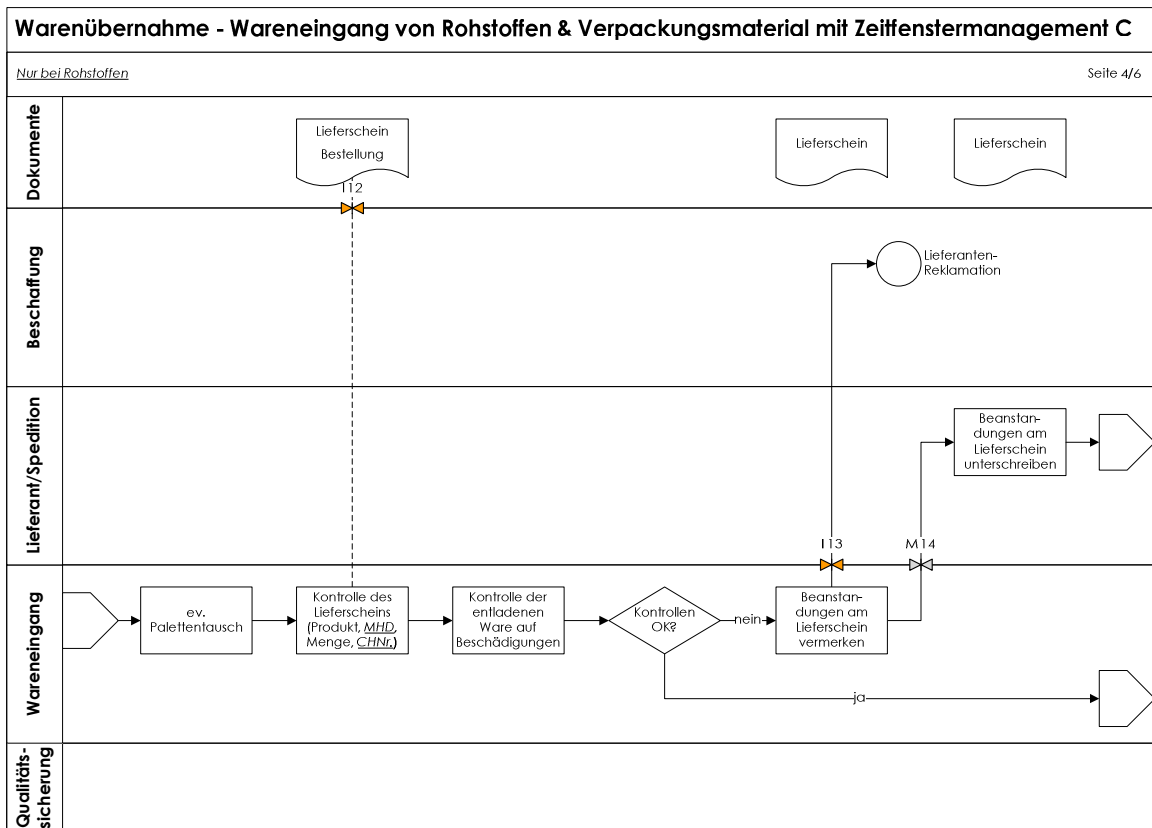 Warenübernahme - Wareneingang von Rohstoffen & Verpackungsmaterial mit Zeitfenstermanagement C
Nur bei Rohstoffen
Seite 4/6
Dokumente
Lieferschein
Bestellung
I12
Lieferschein
Lieferschein
Beschaffung
Lieferanten-
Reklamation
Lieferant/Spedition
Beanstan-
dungen am
Lieferschein
unterschreiben
I13
M14
Wareneingang
ev.
Palettentausch
Kontrolle des
Lieferscheins
(Produkt, MHD,
Menge, CHNr.)
Kontrolle der
entladenen
Ware auf
Beschädigungen
Kontrollen
OK?
nein
Beanstan-
dungen am
Lieferschein
vermerken
ja
Qualitäts-
sicherung